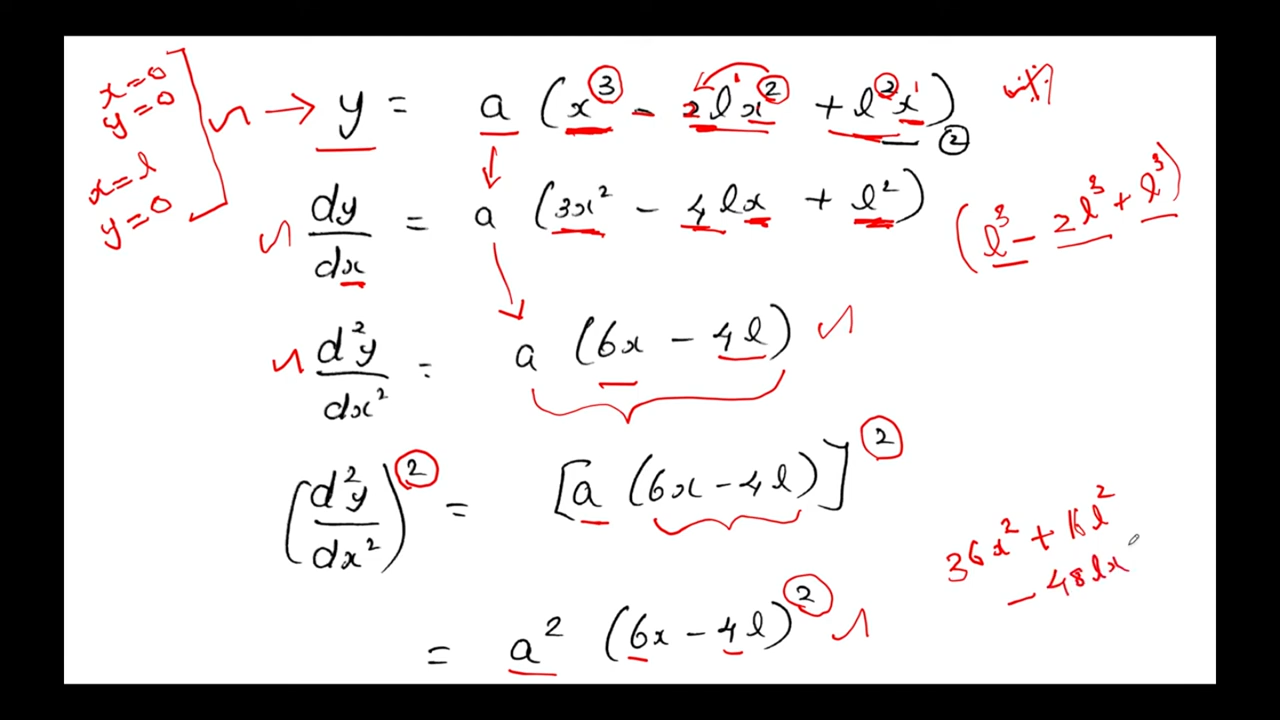 x=0
y=0
x=l
y=0
→ y = a (x³ - 2lx² + l²x)
②
(l³ - 2l³ + l³)
dy/dx = a (3x² - 4lx + l²)
d²y/dx² = a (6x - 4l)
(d²y/dx²)² = [a (6x - 4l)]²
36x² + 16l²
- 48lx
= a² (6x - 4l)²